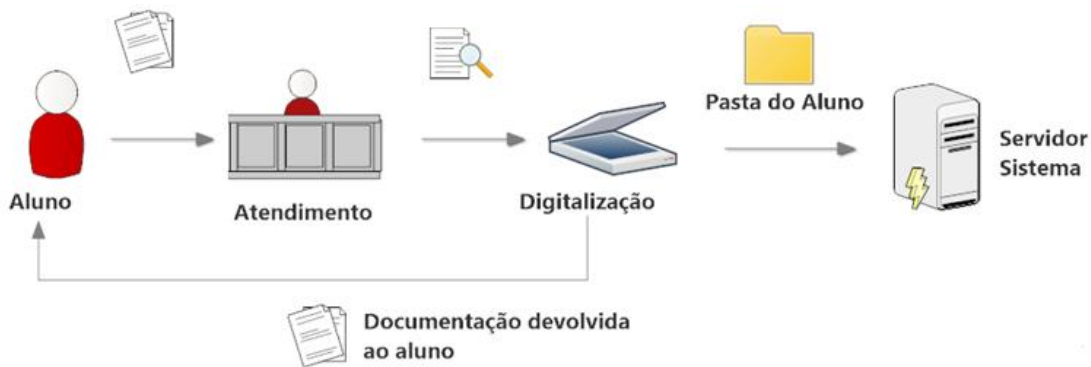 Pasta do Aluno
Servidor
Sistema
Aluno
Atendimento
Digitalização
Documentação devolvida
ao aluno